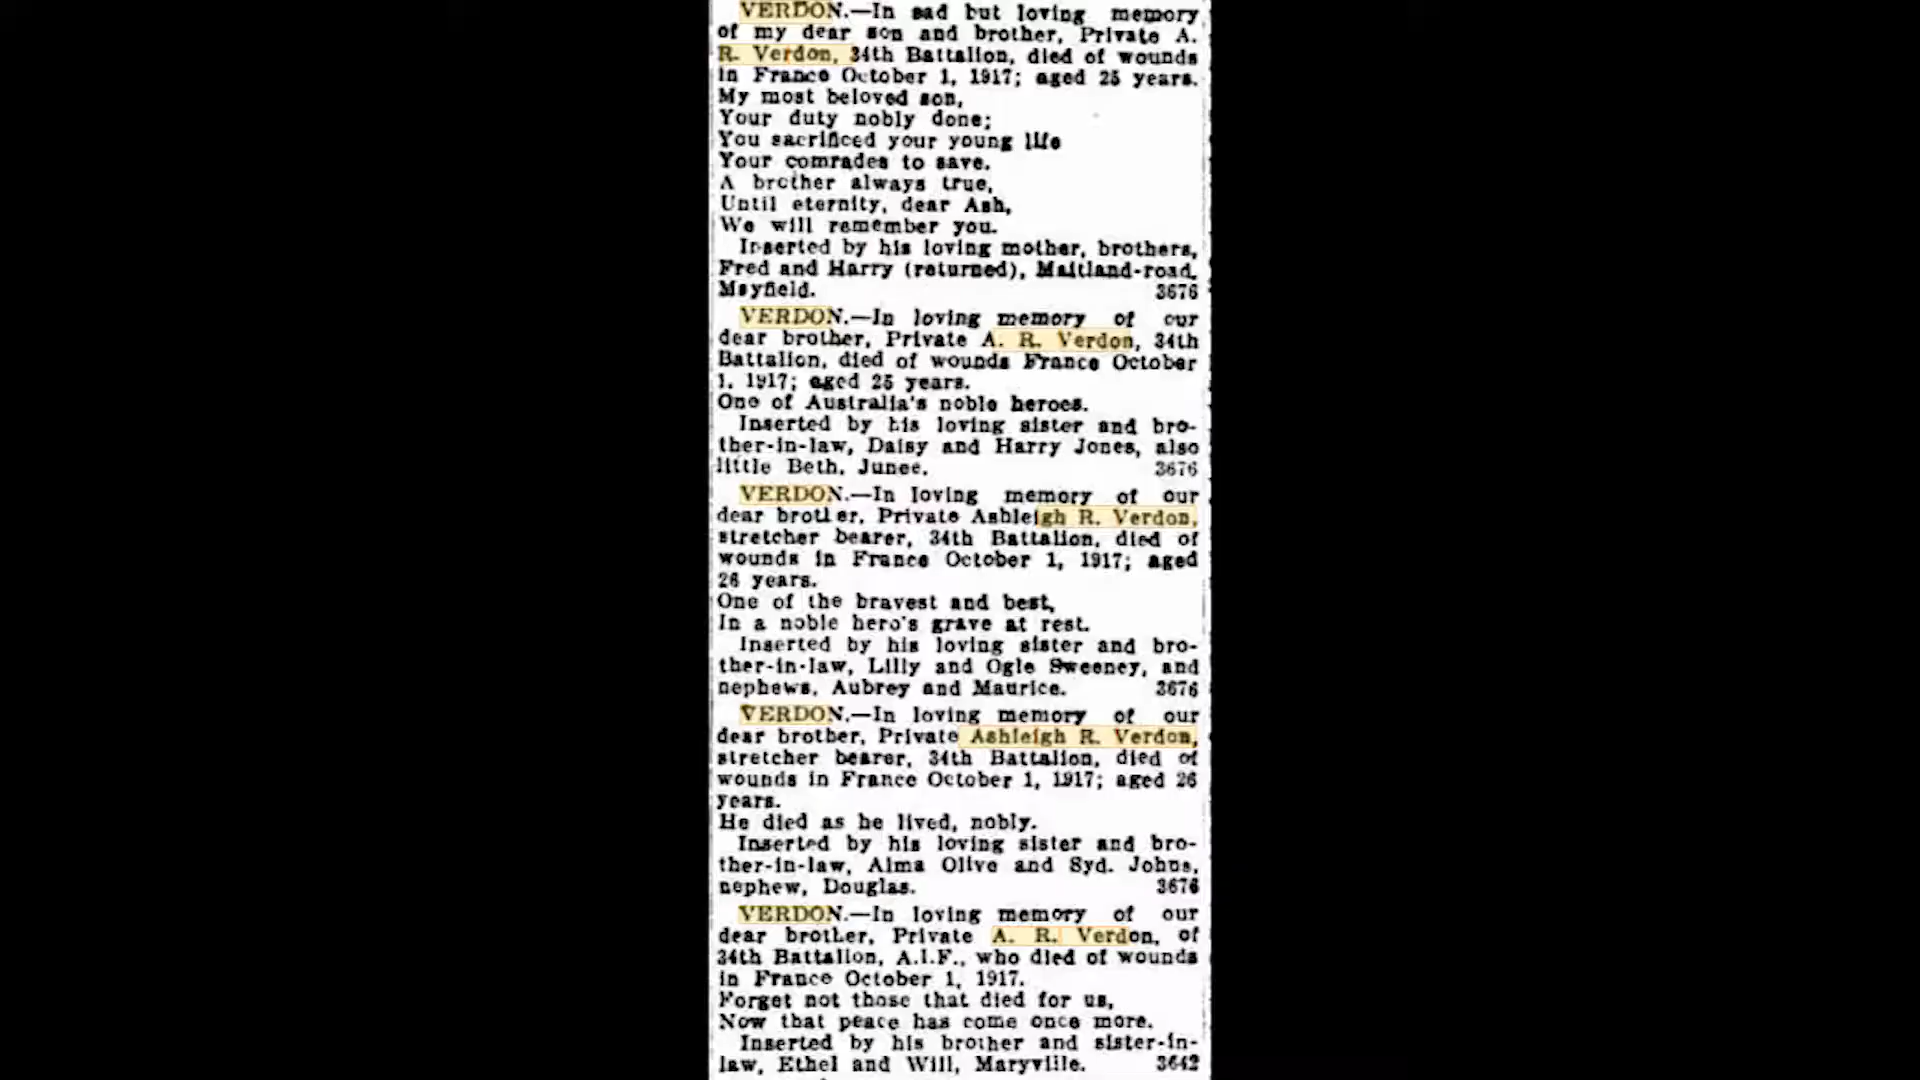 VERDON.—In sad but loving memory
of my dear son and brother, Private A.
R. Verdon, 34th Battalion, died of wounds
in France October 1, 1917; aged 25 years.
My most beloved son,
Your duty nobly done;
You sacrificed your young life
Your comrades to save.
A brother always true,
Until eternity, dear Ash,
We will remember you.
Inserted by his loving mother, brothers,
Fred and Harry (returned), Maitland-road,
Mayfield. 3676
VERDON.—In loving memory of our
dear brother, Private A. R. Verdon, 34th
Battalion, died of wounds France October
1, 1917; aged 25 years.
One of Australia's noble heroes.
Inserted by his loving sister and bro-
ther-in-law, Daisy and Harry Jones, also
little Beth, Junee. 3676
VERDON.—In loving memory of our
dear brother, Private Ashleigh R. Verdon,
stretcher bearer, 34th Battalion, died of
wounds in France October 1, 1917; aged
26 years.
One of the bravest and best,
In a noble hero's grave at rest.
Inserted by his loving sister and bro-
ther-in-law, Lilly and Ogle Sweeney, and
nephews, Aubrey and Maurice. 3676
VERDON.—In loving memory of our
dear brother, Private Ashleigh R. Verdon,
stretcher bearer, 34th Battalion, died of
wounds in France October 1, 1917; aged 26
years.
He died as he lived, nobly.
Inserted by his loving sister and bro-
ther-in-law, Alma Olive and Syd. Johns,
nephew, Douglas. 3676
VERDON.—In loving memory of our
dear brother, Private A. R. Verdon, of
34th Battalion, A.I.F., who died of wounds
in France October 1, 1917.
Forget not those that died for us,
Now that peace has come once more.
Inserted by his brother and sister-in-
law, Ethel and Will, Maryville. 3642